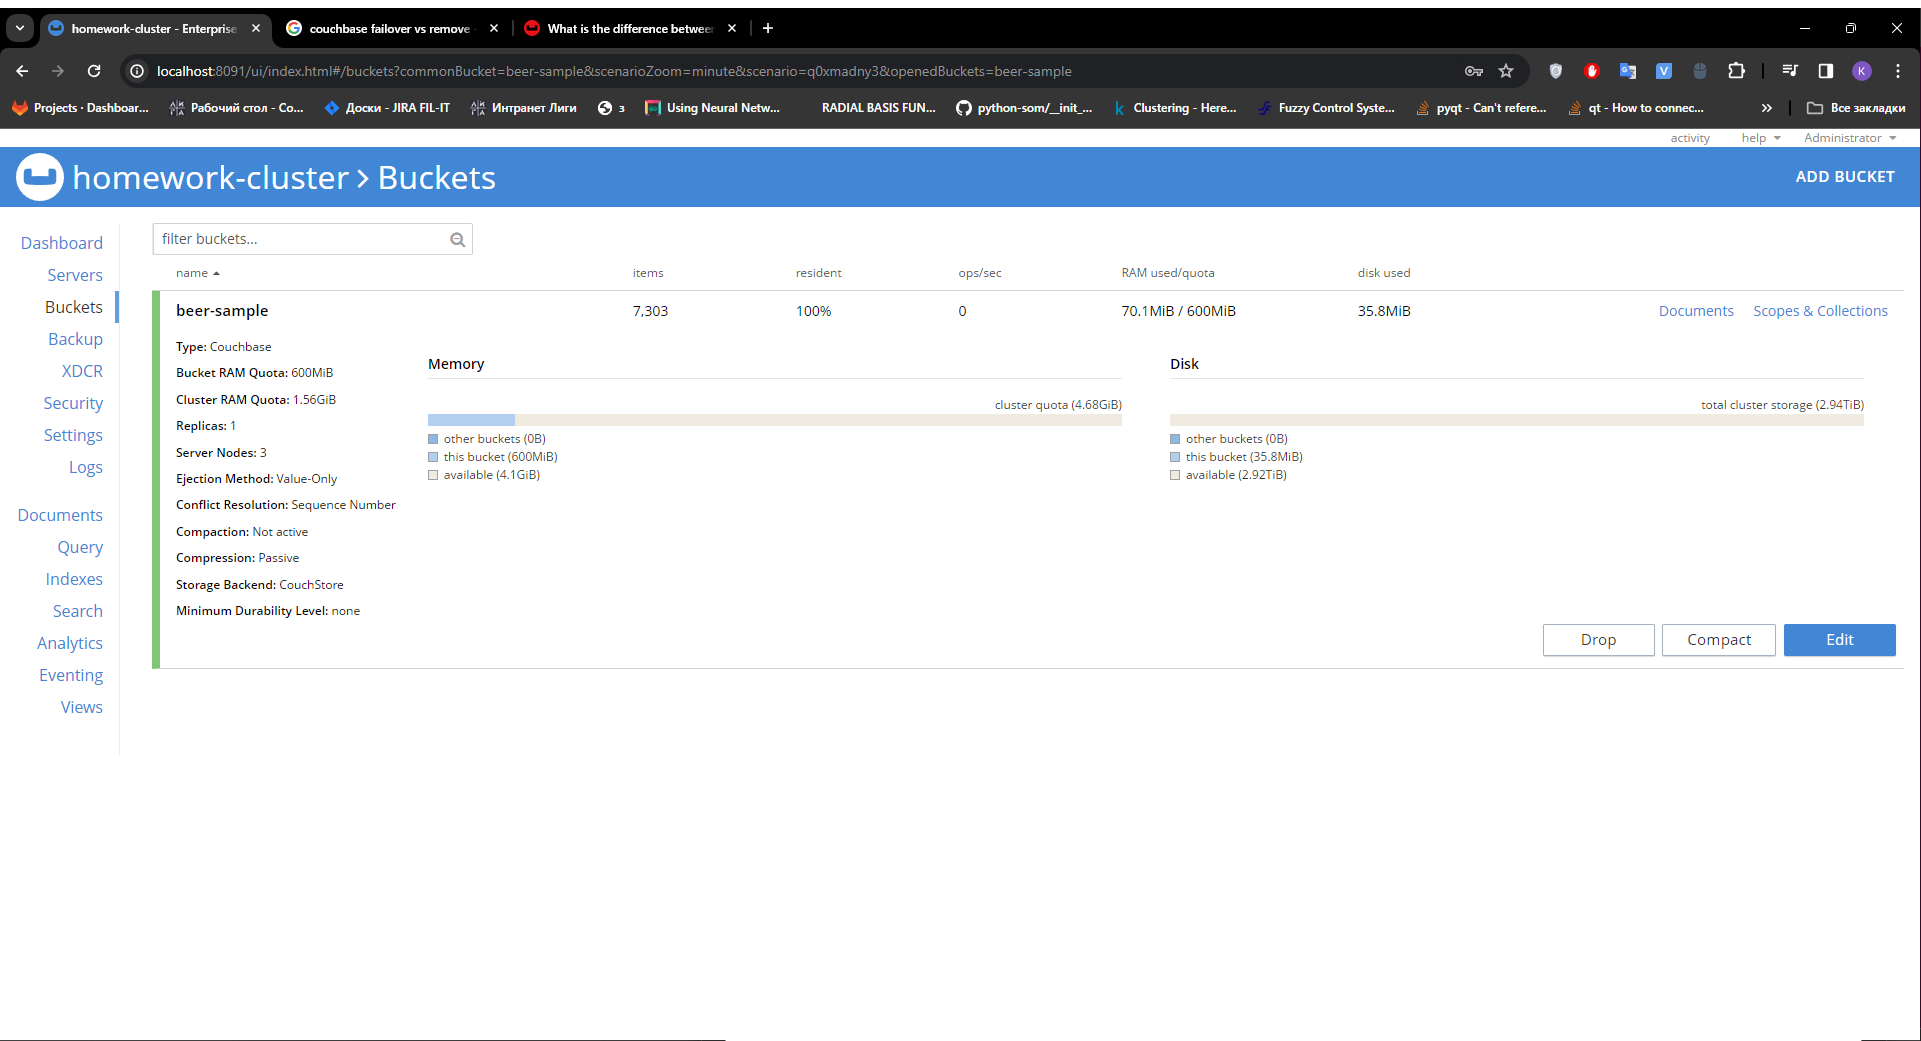 homework-cluster - Enterprise
couchbase failover vs remove
What is the difference between
localhost:8091/ui/index.html#/buckets?commonBucket=beer-sample&scenarioZoom=minute&scenario=q0xmadny3&openedBuckets=beer-sample
K
Projects · Dashboar...
Рабочий стол - Co...
Доски - JIRA FIL-IT
Интранет Лиги
з
Using Neural Netw...
RADIAL BASIS FUN...
python-som/__init_...
Clustering - Here...
Fuzzy Control Syste...
pyqt - Can't refere...
qt - How to connec...
Все закладки
activity
help
Administrator
homework-cluster > Buckets
ADD BUCKET
Dashboard
Servers
Buckets
Backup
XDCR
Security
Settings
Logs
Documents
Query
Indexes
Search
Analytics
Eventing
Views
filter buckets...
name items resident ops/sec RAM used/quota disk used
beer-sample 7,303 100% 0 70.1MiB / 600MiB 35.8MiB Documents Scopes & Collections
Type: Couchbase
Bucket RAM Quota: 600MiB
Cluster RAM Quota: 1.56GiB
Replicas: 1
Server Nodes: 3
Ejection Method: Value-Only
Conflict Resolution: Sequence Number
Compaction: Not active
Compression: Passive
Storage Backend: CouchStore
Minimum Durability Level: none
Memory
cluster quota (4.68GiB)
other buckets (0B)
this bucket (600MiB)
available (4.1GiB)
Disk
total cluster storage (2.94TiB)
other buckets (0B)
this bucket (35.8MiB)
available (2.92TiB)
Drop
Compact
Edit